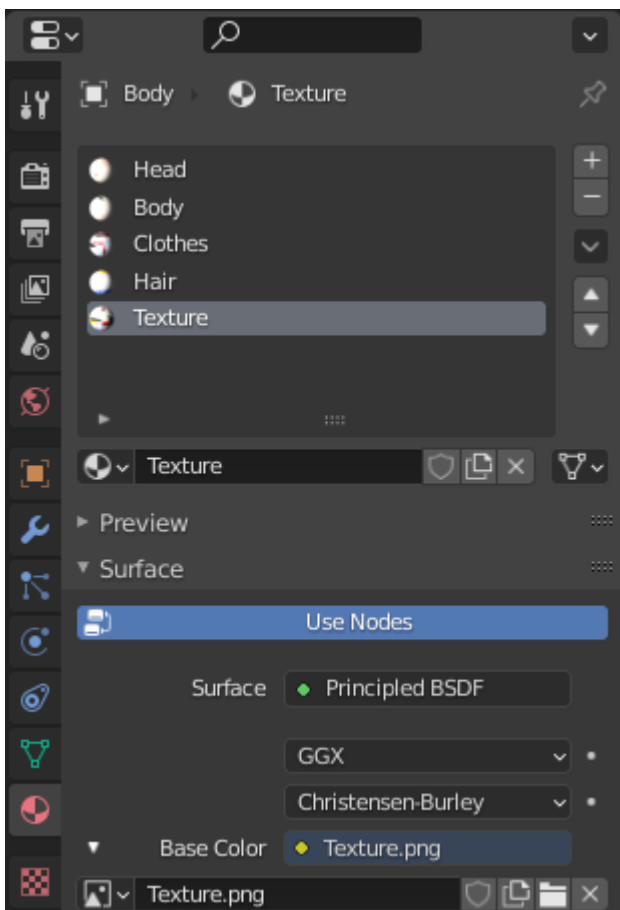 Body Texture
Head
Body
Clothes
Hair
Texture
Texture
Preview
Surface
Use Nodes
Surface Principled BSDF
GGX
Christensen-Burley
Base Color Texture.png
Texture.png